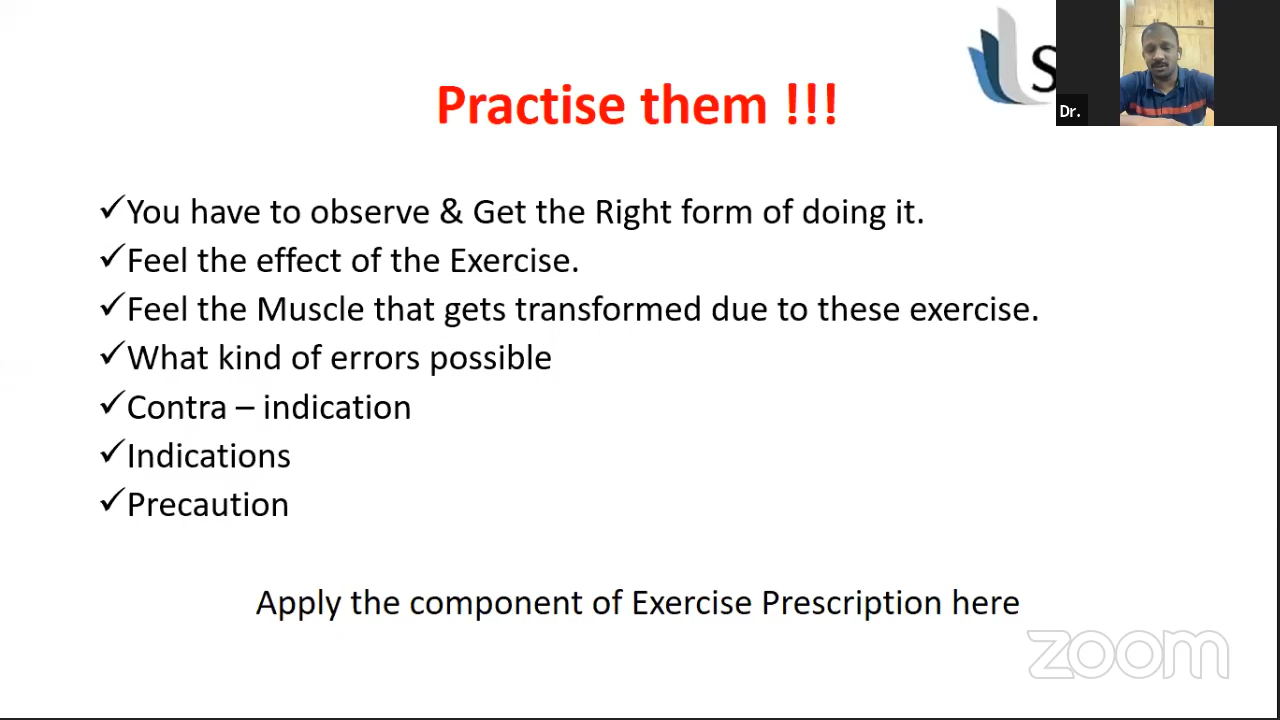 Practise them !!!
S
Dr.
✓You have to observe & Get the Right form of doing it.
✓Feel the effect of the Exercise.
✓Feel the Muscle that gets transformed due to these exercise.
✓What kind of errors possible
✓Contra – indication
✓Indications
✓Precaution
Apply the component of Exercise Prescription here
zoom